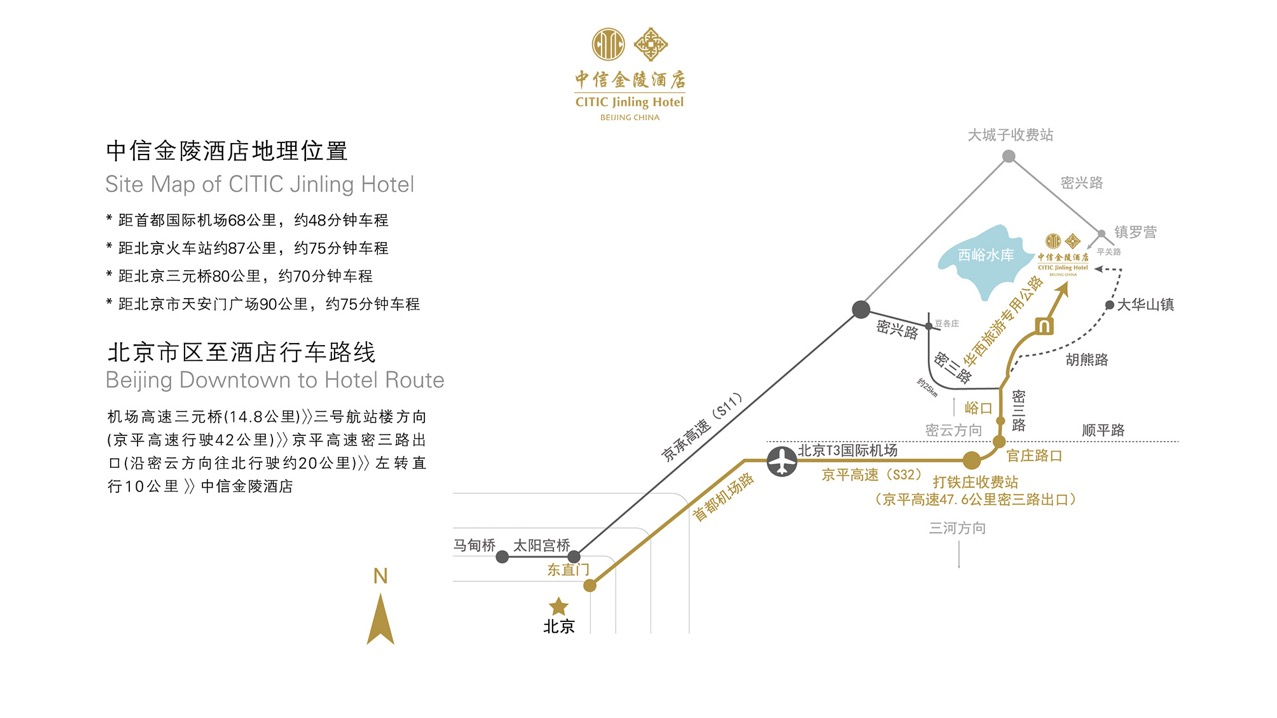 中信金陵酒店
CITIC Jinling Hotel
BEIJING CHINA
中信金陵酒店地理位置
Site Map of CITIC Jinling Hotel
* 距首都国际机场68公里，约48分钟车程
* 距北京火车站约87公里，约75分钟车程
* 距北京三元桥80公里，约70分钟车程
* 距北京市天安门广场90公里，约75分钟车程
北京市区至酒店行车路线
Beijing Downtown to Hotel Route
机场高速三元桥(14.8公里)》三号航站楼方向
(京平高速行驶42公里)》京平高速密三路出
口(沿密云方向往北行驶约20公里)》左转直
行10公里 》中信金陵酒店
N
大城子收费站
密兴路
镇罗营
平关路
西峪水库
中信金陵酒店
CITIC Jinling Hotel
BEIJING CHINA
华西旅游专用公路
大华山镇
密兴路
豆各庄
密三路
约25km
胡熊路
峪口
密三路
密云方向
顺平路
京承高速（S11）
北京T3国际机场
官庄路口
京平高速（S32）
打铁庄收费站
（京平高速47.6公里密三路出口）
首都机场路
三河方向
马甸桥
太阳宫桥
东直门
北京